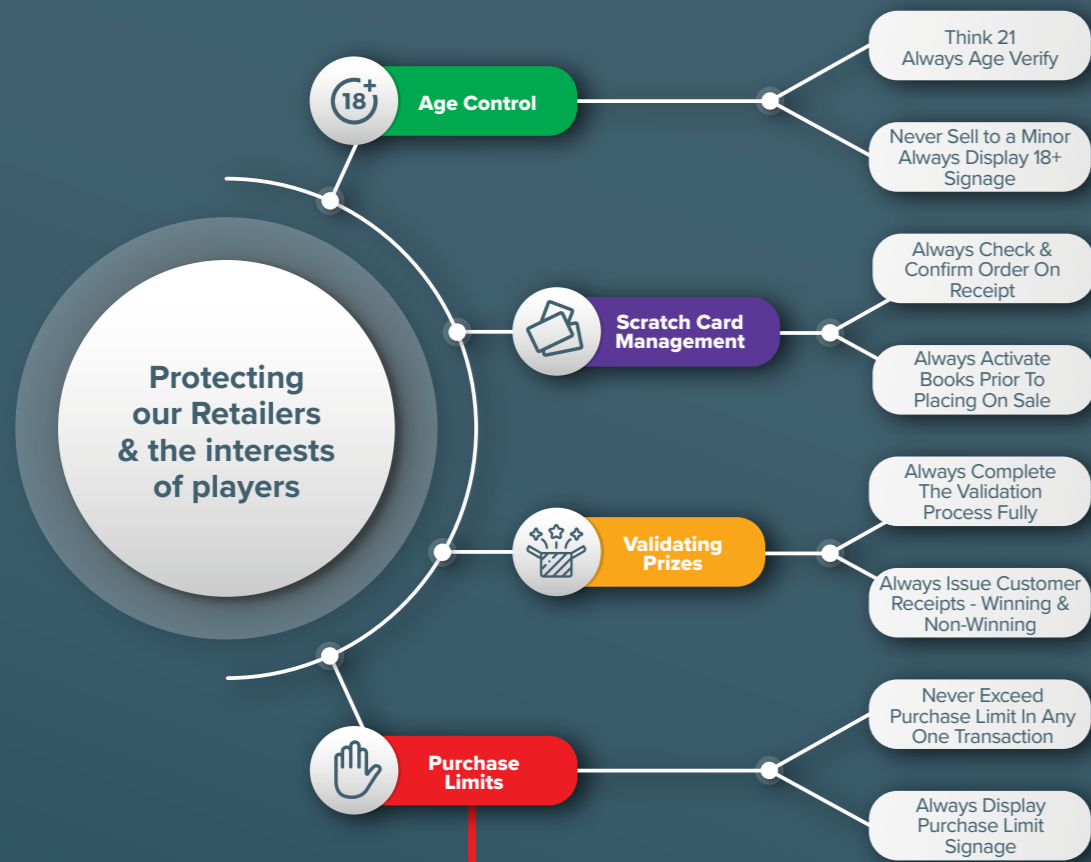 Protecting
our Retailers
& the interests
of players
18+
Age Control
Think 21
Always Age Verify
Never Sell to a Minor
Always Display 18+
Signage
Scratch Card
Management
Always Check &
Confirm Order On
Receipt
Always Activate
Books Prior To
Placing On Sale
Validating
Prizes
Always Complete
The Validation
Process Fully
Always Issue Customer
Receipts - Winning &
Non-Winning
Purchase
Limits
Never Exceed
Purchase Limit In Any
One Transaction
Always Display
Purchase Limit
Signage